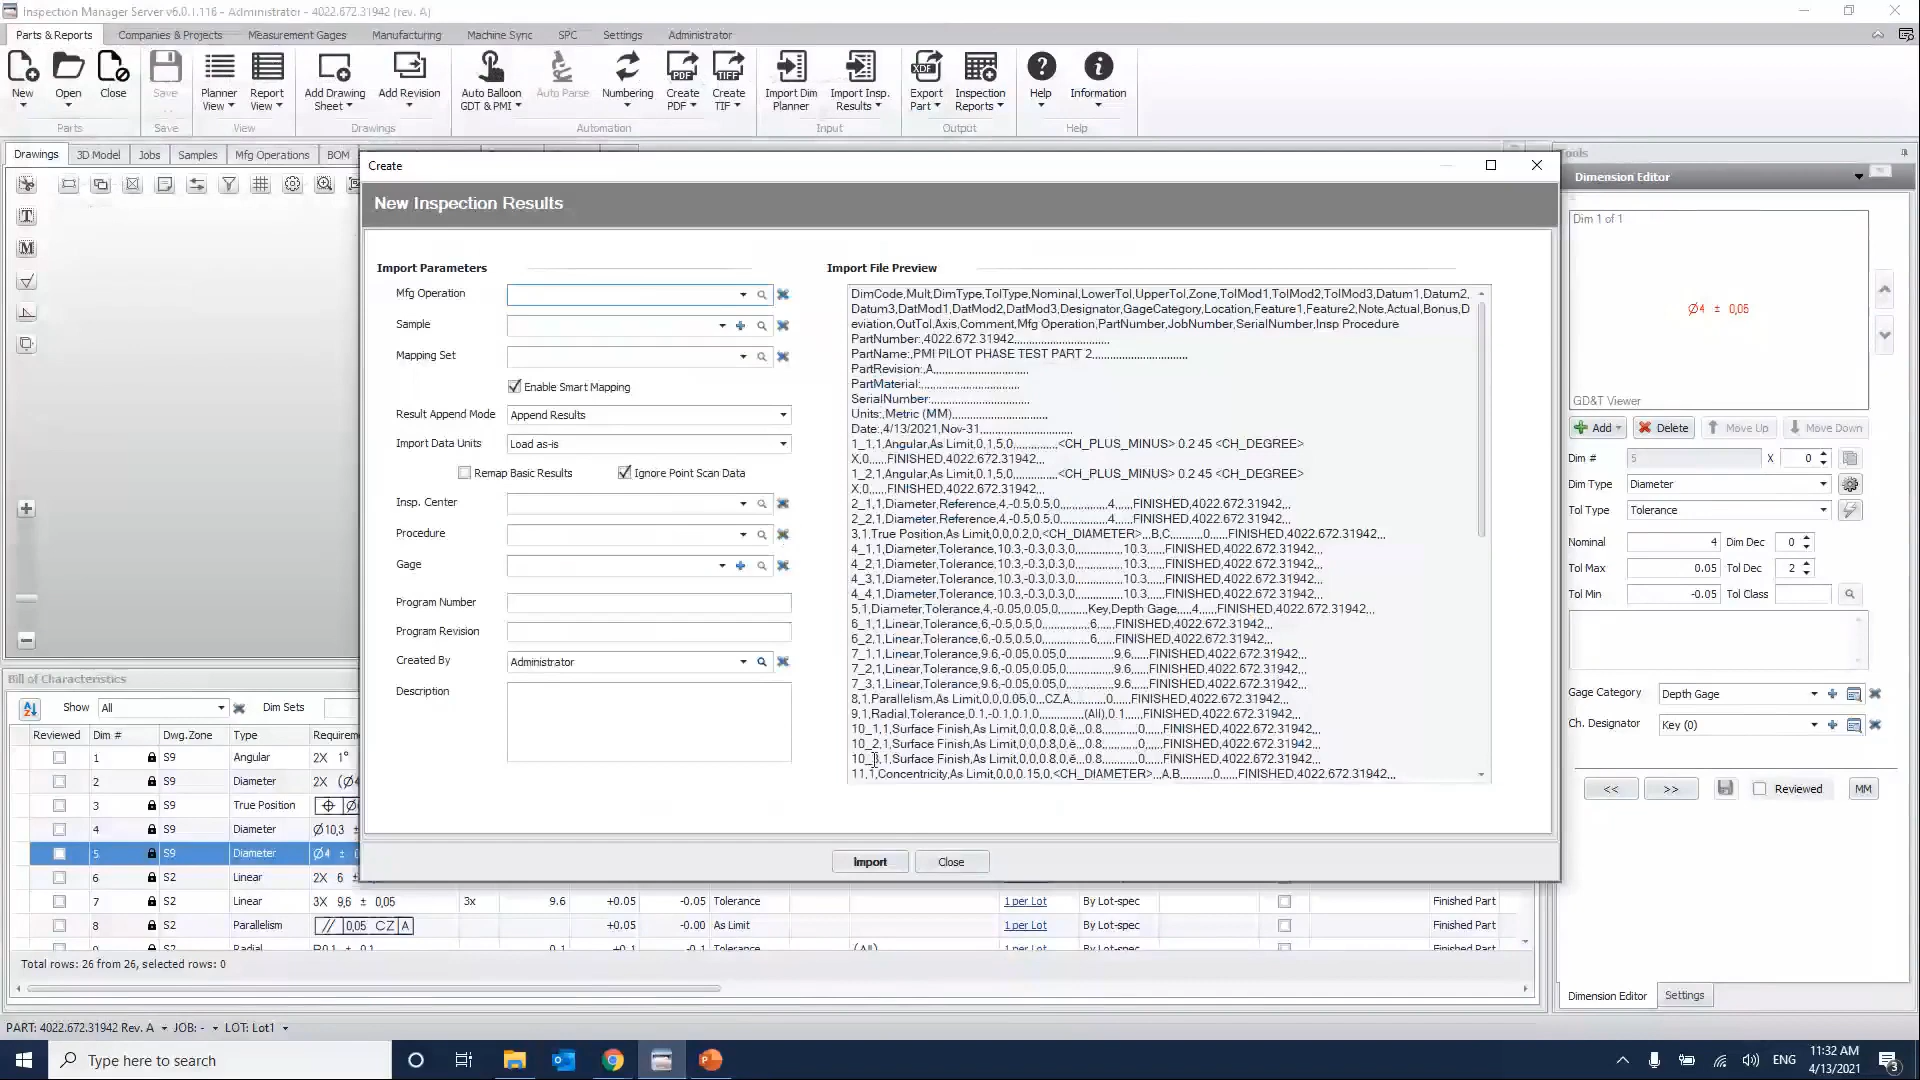 Inspection Manager Server v6.0.1.116 - Administrator - 4022.672.31942 (rev. A)
Parts & Reports Companies & Projects Measurement Gages Manufacturing Machine Sync SPC Settings Administrator
New Open Close Save Planner View Report View Add Drawing Sheet Add Revision Auto Balloon GDT & PMI Auto Parse Numbering Create PDF Create TIF Import Dim Planner Import Insp. Results Export Part Inspection Reports Help Information
Parts Save View Drawings Automation Input Output Help
Drawings 3D Model Jobs Samples Mfg Operations BOM
Create
New Inspection Results
Import Parameters
Mfg Operation
Sample
Mapping Set
Enable Smart Mapping
Result Append Mode Append Results
Import Data Units Load as-is
Remap Basic Results Ignore Point Scan Data
Insp. Center
Procedure
Gage
Program Number
Program Revision
Created By Administrator
Description
Import File Preview
DimCode,Mult,DimType,TolType,Nominal,LowerTol,UpperTol,Zone,TolMod1,TolMod2,TolMod3,Datum1,Datum2,
Datum3,DatMod1,DatMod2,DatMod3,Designator,GageCategory,Location,Feature1,Feature2,Note,Actual,Bonus,D
eviation,OutTol,Axis,Comment,Mfg Operation,PartNumber,JobNumber,SerialNumber,Insp Procedure
PartNumber:,4022.672.31942,,,,,,,,,,,,,,,,,,,,,,,,,,,,,,,
PartName:,PMI PILOT PHASE TEST PART 2,,,,,,,,,,,,,,,,,,,,,,,,,,,,,,,
PartRevision:,A,,,,,,,,,,,,,,,,,,,,,,,,,,,,,,,
PartMaterial:,,,,,,,,,,,,,,,,,,,,,,,,,,,,,,,,
SerialNumber:,,,,,,,,,,,,,,,,,,,,,,,,,,,,,,,,
Units:,Metric (MM),,,,,,,,,,,,,,,,,,,,,,,,,,,,,,,
Date:,4/13/2021,Nov-31,,,,,,,,,,,,,,,,,,,,,,,,,,,,,,
1_1,1,Angular,As Limit,0,1.5,0,,,,,,,,,,,,,,<CH_PLUS_MINUS> 0.2 45 <CH_DEGREE>
X,0,,,,,,FINISHED,4022.672.31942,,,
1_2,1,Angular,As Limit,0,1.5,0,,,,,,,,,,,,,,<CH_PLUS_MINUS> 0.2 45 <CH_DEGREE>
X,0,,,,,,FINISHED,4022.672.31942,,,
2_1,1,Diameter,Reference,4,-0.5,0.5,0,,,,,,,,,,,,,,,4,,,,,,FINISHED,4022.672.31942,,,
2_2,1,Diameter,Reference,4,-0.5,0.5,0,,,,,,,,,,,,,,,4,,,,,,FINISHED,4022.672.31942,,,
3,1,True Position,As Limit,0,0,0.2,0,<CH_DIAMETER>,,,B,C,,,,,,,,,,0,,,,,,FINISHED,4022.672.31942,,,
4_1,1,Diameter,Tolerance,10.3,-0.3,0.3,0,,,,,,,,,,,,,,,10.3,,,,,,FINISHED,4022.672.31942,,,
4_2,1,Diameter,Tolerance,10.3,-0.3,0.3,0,,,,,,,,,,,,,,,10.3,,,,,,FINISHED,4022.672.31942,,,
4_3,1,Diameter,Tolerance,10.3,-0.3,0.3,0,,,,,,,,,,,,,,,10.3,,,,,,FINISHED,4022.672.31942,,,
4_4,1,Diameter,Tolerance,10.3,-0.3,0.3,0,,,,,,,,,,,,,,,10.3,,,,,,FINISHED,4022.672.31942,,,
5,1,Diameter,Tolerance,4,-0.05,0.05,0,,,,,,,,,,Key,Depth Gage,,,,,4,,,,,,FINISHED,4022.672.31942,,,
6_1,1,Linear,Tolerance,6,-0.5,0.5,0,,,,,,,,,,,,,,,6,,,,,,FINISHED,4022.672.31942,,,
6_2,1,Linear,Tolerance,6,-0.5,0.5,0,,,,,,,,,,,,,,,6,,,,,,FINISHED,4022.672.31942,,,
7_1,1,Linear,Tolerance,9.6,-0.05,0.05,0,,,,,,,,,,,,,,,9.6,,,,,,FINISHED,4022.672.31942,,,
7_2,1,Linear,Tolerance,9.6,-0.05,0.05,0,,,,,,,,,,,,,,,9.6,,,,,,FINISHED,4022.672.31942,,,
7_3,1,Linear,Tolerance,9.6,-0.05,0.05,0,,,,,,,,,,,,,,,9.6,,,,,,FINISHED,4022.672.31942,,,
8,1,Parallelism,As Limit,0,0,0.05,0,,,CZ,A,,,,,,,,,,,0,,,,,,FINISHED,4022.672.31942,,,
9,1,Radial,Tolerance,0.1,-0.1,0.1,0,,,,,,,,,,,,,,(All),0.1,,,,,,FINISHED,4022.672.31942,,,
10_1,1,Surface Finish,As Limit,0,0,0.8,0,ě,,,0.8,,,,,,,,,,,0,,,,,,FINISHED,4022.672.31942,,,
10_2,1,Surface Finish,As Limit,0,0,0.8,0,ě,,,0.8,,,,,,,,,,,0,,,,,,FINISHED,4022.672.31942,,,
10_3,1,Surface Finish,As Limit,0,0,0.8,0,ě,,,0.8,,,,,,,,,,,0,,,,,,FINISHED,4022.672.31942,,,
11,1,Concentricity,As Limit,0,0,0.15,0,<CH_DIAMETER>,,,A,B,,,,,,,,,,0,,,,,,FINISHED,4022.672.31942,,,
Import Close
Dimension Editor
Dim 1 of 1
Ø4 ± 0,05
GD&T Viewer
Add Delete Move Up Move Down
Dim # 5 X 0
Dim Type Diameter
Tol Type Tolerance
Nominal 4 Dim Dec 0
Tol Max 0.05 Tol Dec 2
Tol Min -0.05 Tol Class
Gage Category Depth Gage
Ch. Designator Key (0)
<< >> Reviewed MM
Dimension Editor Settings
Bill of Characteristics
Show All Dim Sets
Reviewed Dim # Dwg.Zone Type
1 S9 Angular 2X 1°
2 S9 Diameter 2X (Ø4
3 S9 True Position
4 S9 Diameter Ø10,3 ±
5 S9 Diameter Ø4 ±
6 S2 Linear 2X 6 ±
7 S2 Linear 3X 9,6 ± 0,05 3x 9.6 +0.05 -0.05 Tolerance 1 per Lot By Lot-spec Finished Part
8 S2 Parallelism // 0,05 CZ A +0.05 -0.00 As Limit 1 per Lot By Lot-spec Finished Part
Total rows: 26 from 26, selected rows: 0
PART: 4022.672.31942 Rev. A JOB: - LOT: Lot1
Type here to search
ENG
11:32 AM
4/13/2021
3